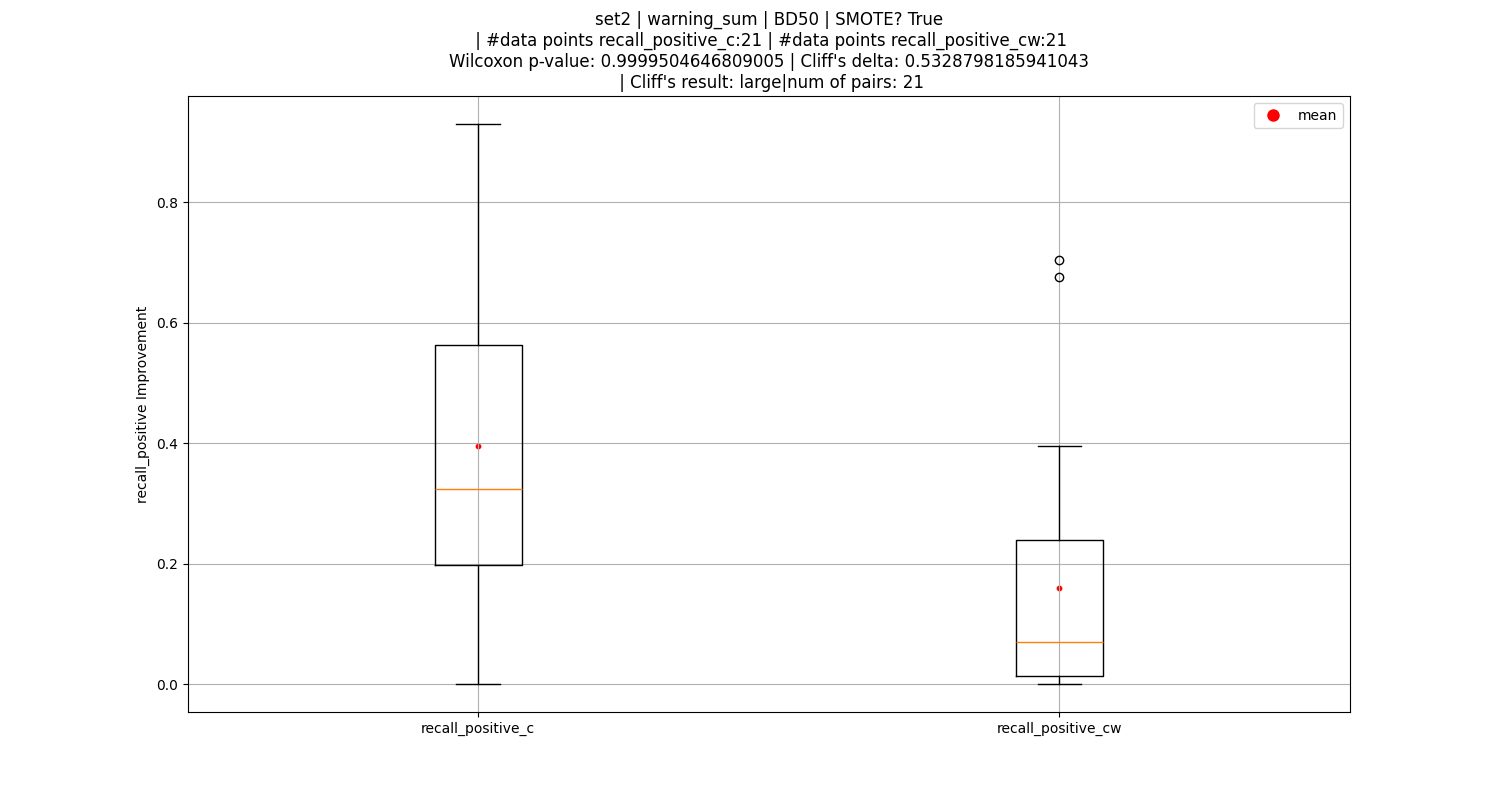 set2 | warning_sum | BD50 | SMOTE? True
| #data points recall_positive_c:21 | #data points recall_positive_cw:21
Wilcoxon p-value: 0.9999504646809005 | Cliff's delta: 0.5328798185941043
| Cliff's result: large|num of pairs: 21
mean
recall_positive Improvement
0.8
0.6
0.4
0.2
0.0
recall_positive_c
recall_positive_cw